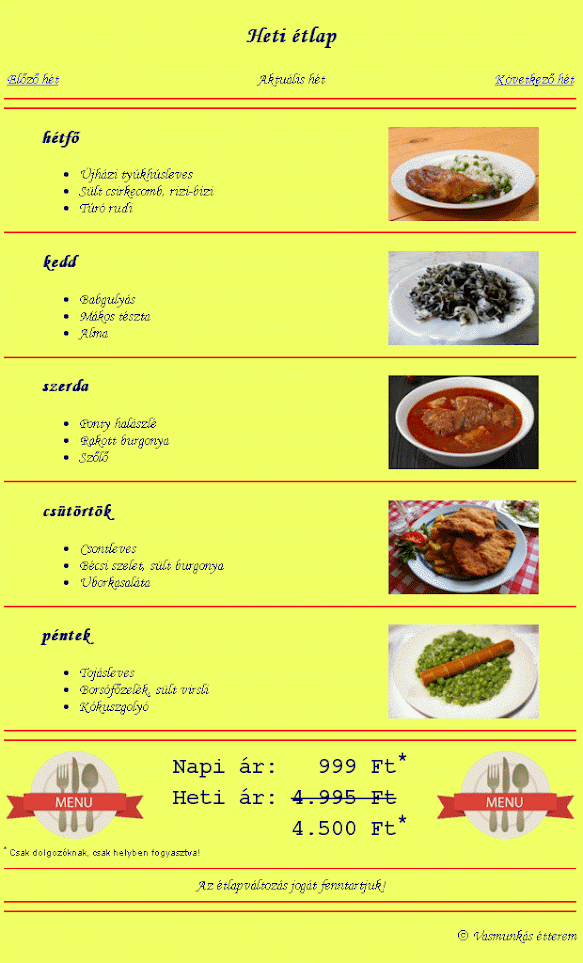 Heti étlap
Előző hét Aktuális hét Következő hét
hétfő
Újházi tyúkhúsleves
Sült csirkecomb, rizi-bizi
Túró rudi
kedd
Babgulyás
Mákos tészta
Alma
szerda
Ponty halászlé
Rakott burgonya
Szőlő
csütörtök
Csontleves
Bécsi szelet, sült burgonya
Uborkasaláta
péntek
Tojásleves
Borsófőzelék, sült virsli
Kókuszgolyó
MENU
Napi ár: 999 Ft*
Heti ár: 4.995 Ft
4.500 Ft*
MENU
* Csak dolgozóknak, csak helyben fogyasztva!
Az étlapváltozás jogát fenntartjuk!
© Vasmunkás étterem